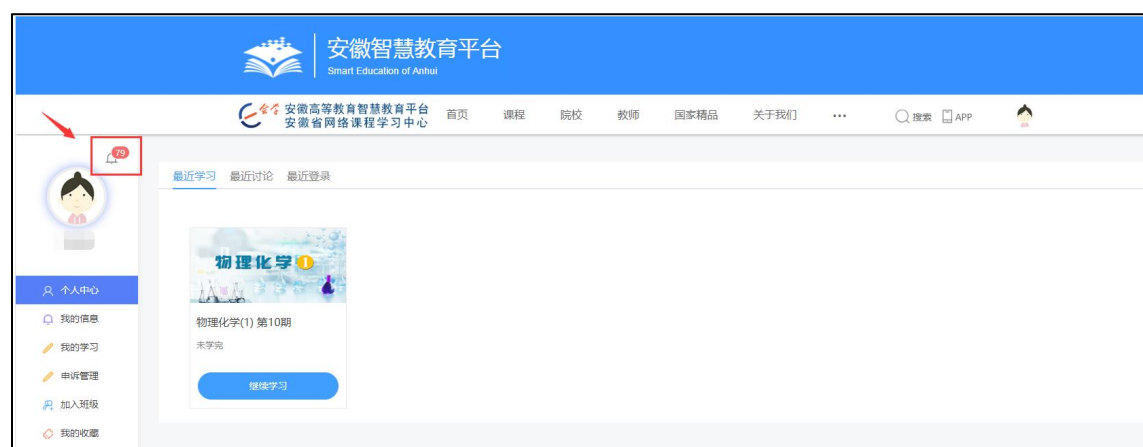 安徽智慧教育平台
Smart Education of Anhui
会学 安徽高等教育智慧教育平台
安徽省网络课程学习中心
首页 课程 院校 教师 国家精品 关于我们 ••• 搜索 APP
79
最近学习 最近讨论 最近登录
物理化学1
物理化学(1) 第10期
未学完
继续学习
个人中心
我的信息
我的学习
申诉管理
加入班级
我的收藏